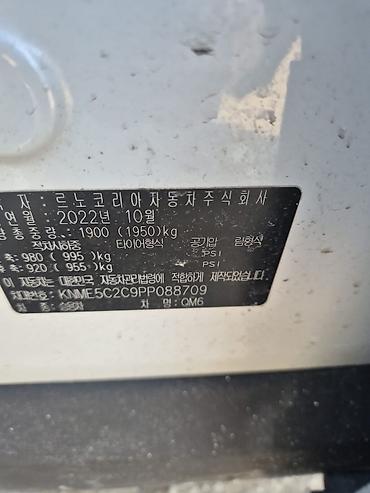 자 : 르노코리아자동차주식회사
연월 : 2022년 10월
총중량 : 1900 (1950)kg
적차시하중 타이어형식 공기압 림형식
축: 980 ( 995)kg PSI
축: 920 ( 955)kg PSI
이 자동차는 대한민국 자동차관리법령에 적합하게 제작되었습니다
차대번호: KNME5C2C9PP088709
차 종: 승용차 차 명: QM6